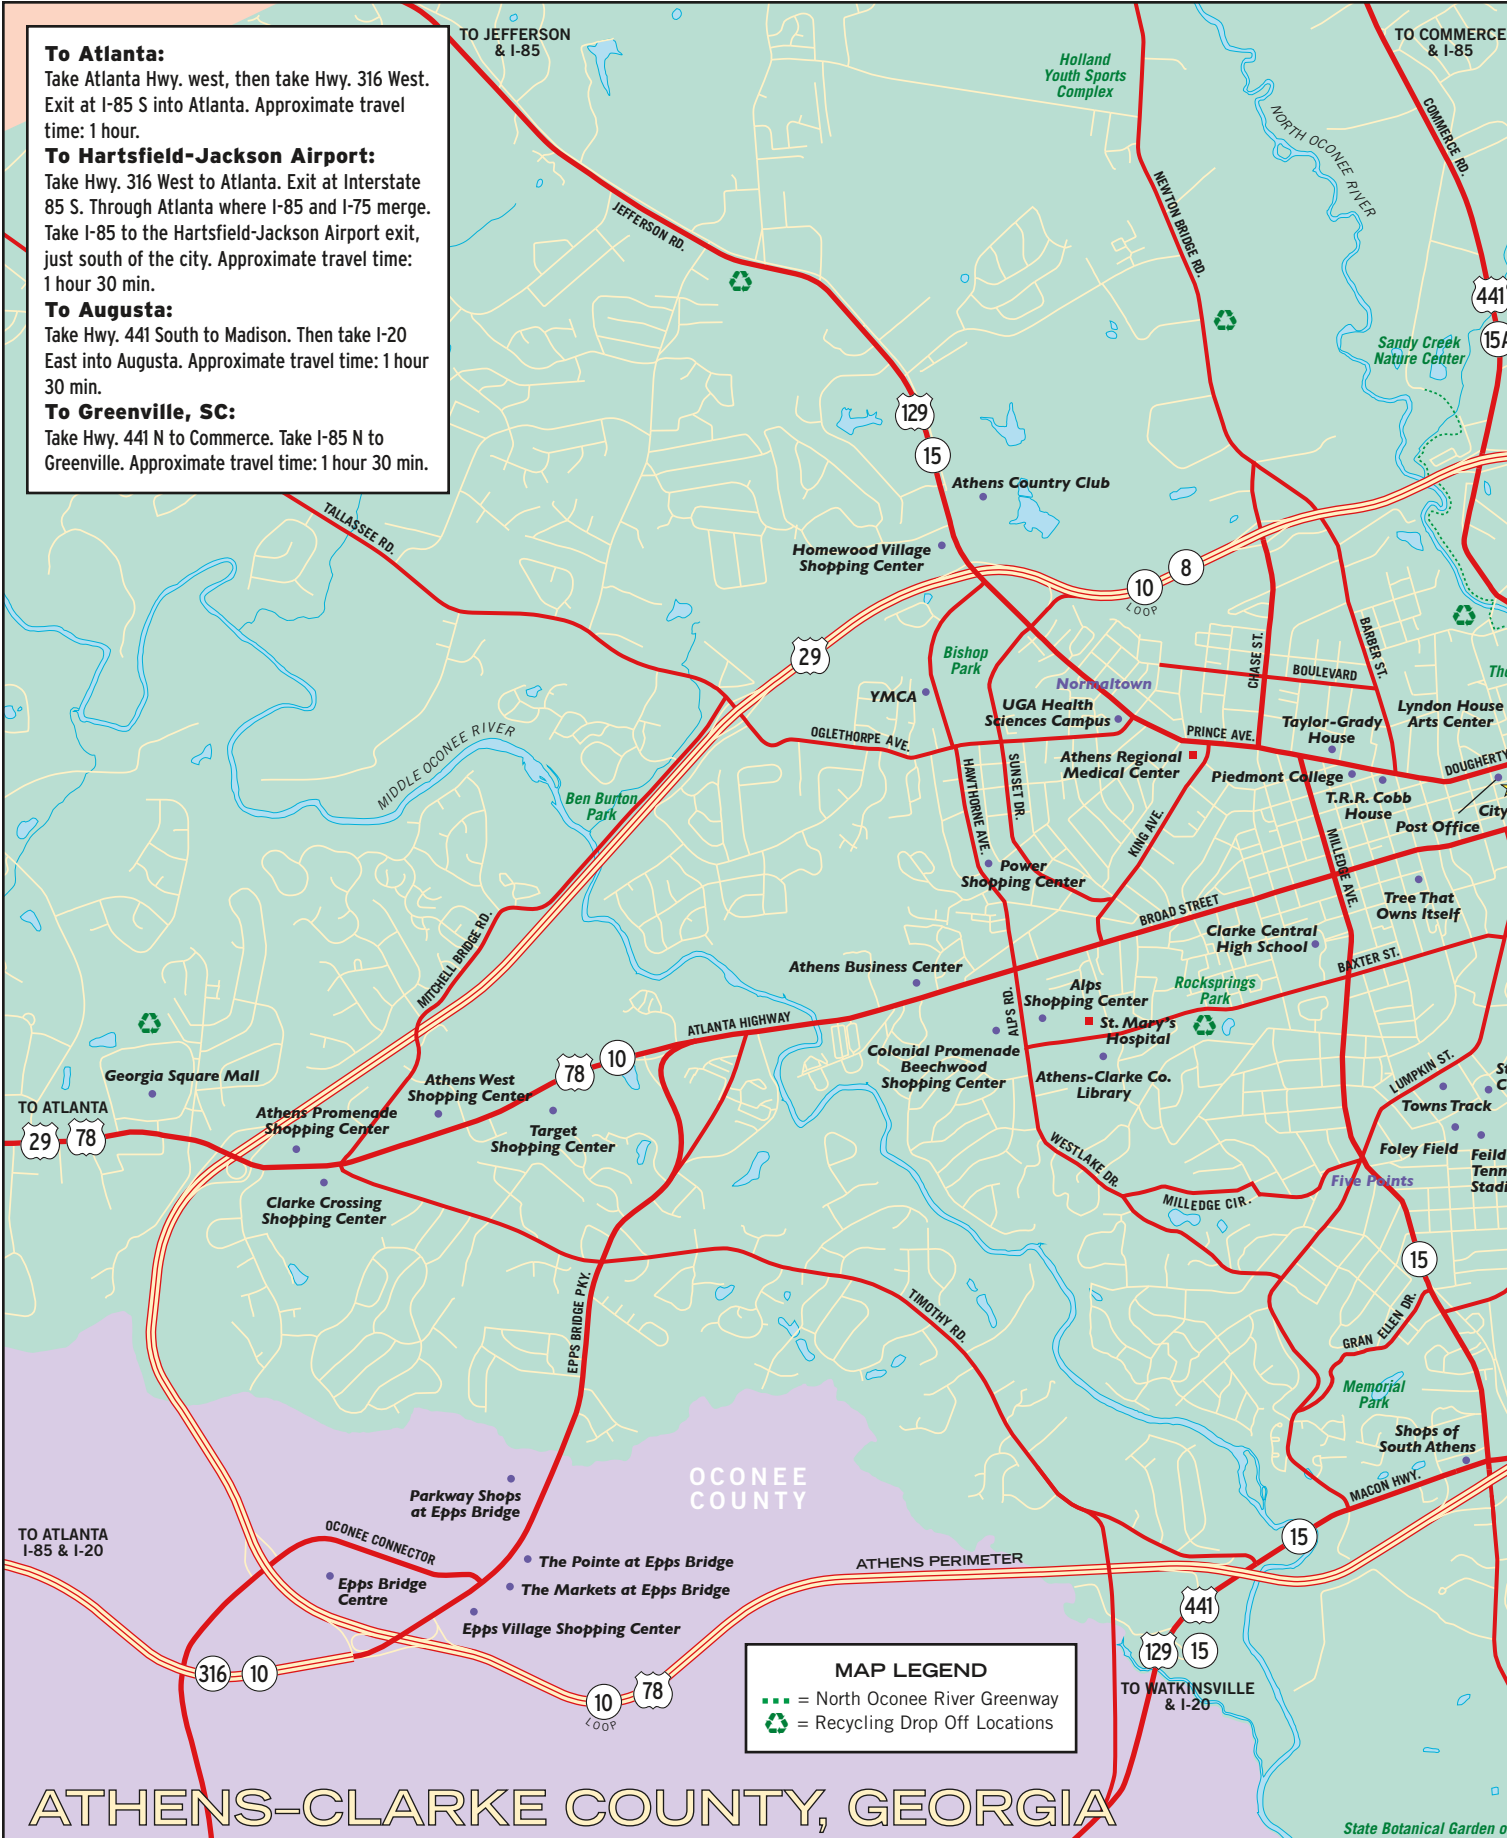 To Atlanta:
Take Atlanta Hwy. west, then take Hwy. 316 West.
Exit at I-85 S into Atlanta. Approximate travel
time: 1 hour.
To Hartsfield-Jackson Airport:
Take Hwy. 316 West to Atlanta. Exit at Interstate
85 S. Through Atlanta where I-85 and I-75 merge.
Take I-85 to the Hartsfield-Jackson Airport exit,
just south of the city. Approximate travel time:
1 hour 30 min.
To Augusta:
Take Hwy. 441 South to Madison. Then take I-20
East into Augusta. Approximate travel time: 1 hour
30 min.
To Greenville, SC:
Take Hwy. 441 N to Commerce. Take I-85 N to
Greenville. Approximate travel time: 1 hour 30 min.
TO JEFFERSON
& I-85
Holland
Youth Sports
Complex
TO COMMERCE
& I-85
COMMERCE RD.
NORTH OCONEE RIVER
NEWTON BRIDGE RD.
JEFFERSON RD.
441
15A
Sandy Creek
Nature Center
129
15
Athens Country Club
TALLASSEE RD.
Homewood Village
Shopping Center
8
10
LOOP
29
Bishop
Park
Normaltown
CHASE ST.
BOULEVARD
BARBER ST.
The
YMCA
UGA Health
Sciences Campus
Lyndon House
Arts Center
Taylor-Grady
House
MIDDLE OCONEE RIVER
OGLETHORPE AVE.
PRINCE AVE.
DOUGHERTY
Athens Regional
Medical Center
Piedmont College
T.R.R. Cobb
House
Post Office
City
Ben Burton
Park
HAWTHORNE AVE.
SUNSET DR.
KING AVE.
MILLEDGE AVE.
Power
Shopping Center
Tree That
Owns Itself
BROAD STREET
Clarke Central
High School
BAXTER ST.
MITCHELL BRIDGE RD.
Athens Business Center
Alps
Shopping Center
Rocksprings
Park
ALPS RD.
St. Mary's
Hospital
ATLANTA HIGHWAY
Colonial Promenade
Beechwood
Shopping Center
Athens-Clarke Co.
Library
78
10
Georgia Square Mall
Athens West
Shopping Center
LUMPKIN ST.
St
C
Towns Track
TO ATLANTA
29
78
Athens Promenade
Shopping Center
Target
Shopping Center
Foley Field
Feild
Tenn
Stadi
WESTLAKE DR.
Five Points
MILLEDGE CIR.
Clarke Crossing
Shopping Center
15
EPPS BRIDGE PKY.
TIMOTHY RD.
GRAN ELLEN DR.
Memorial
Park
Shops of
South Athens
OCONEE
COUNTY
MACON HWY.
Parkway Shops
at Epps Bridge
TO ATLANTA
I-85 & I-20
OCONEE CONNECTOR
15
The Pointe at Epps Bridge
ATHENS PERIMETER
Epps Bridge
Centre
The Markets at Epps Bridge
Epps Village Shopping Center
441
129
15
316
10
10
LOOP
78
TO WATKINSVILLE
& I-20
MAP LEGEND
= North Oconee River Greenway
= Recycling Drop Off Locations
ATHENS-CLARKE COUNTY, GEORGIA
State Botanical Garden o